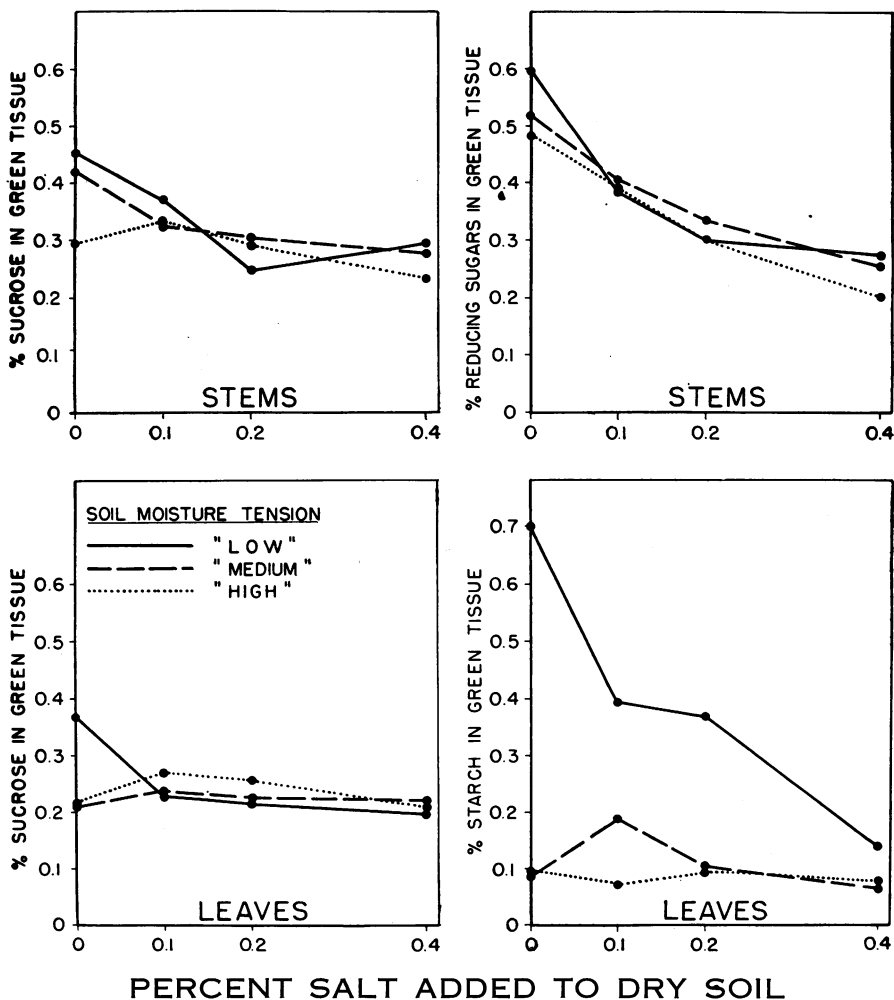 % SUCROSE IN GREEN TISSUE
0.6
0.5
0.4
0.3
0.2
0.1
0
STEMS
0 0.1 0.2 0.4
% REDUCING SUGARS IN GREEN TISSUE
0.6
0.5
0.4
0.3
0.2
0.1
0
STEMS
0 0.1 0.2 0.4
% SUCROSE IN GREEN TISSUE
0.6
0.5
0.4
0.3
0.2
0.1
0
SOIL MOISTURE TENSION
"LOW"
"MEDIUM"
"HIGH"
LEAVES
0 0.1 0.2 0.4
% STARCH IN GREEN TISSUE
0.7
0.6
0.5
0.4
0.3
0.2
0.1
0
LEAVES
0 0.1 0.2 0.4
PERCENT SALT ADDED TO DRY SOIL